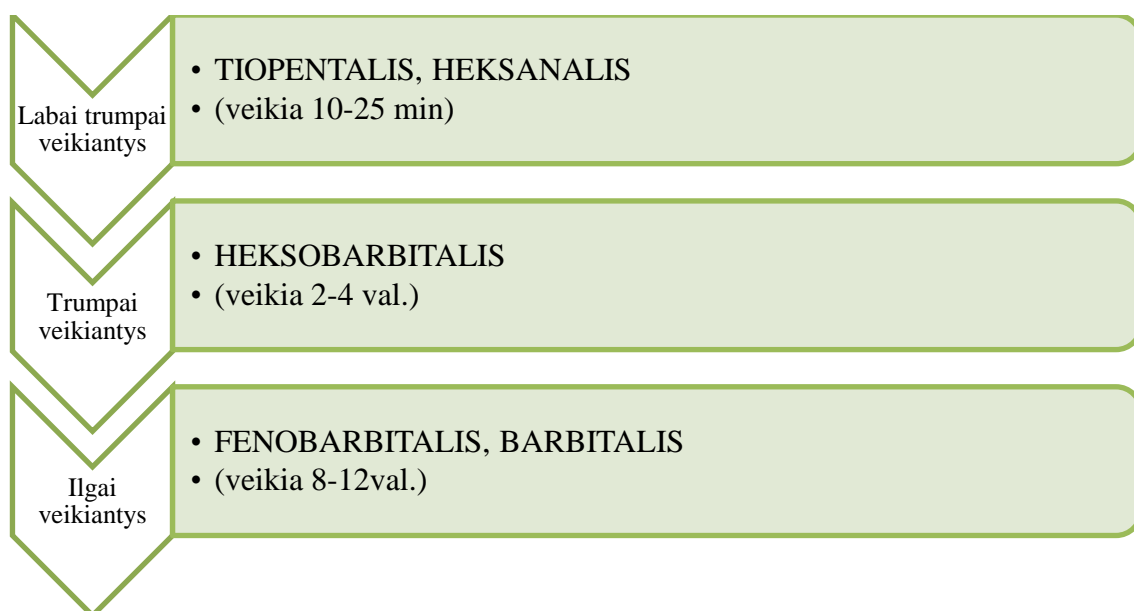 Labai trumpai
veikiantys
• TIOPENTALIS, HEKSANALIS
• (veikia 10-25 min)
Trumpai
veikiantys
• HEKSOBARBITALIS
• (veikia 2-4 val.)
Ilgai
veikiantys
• FENOBARBITALIS, BARBITALIS
• (veikia 8-12val.)